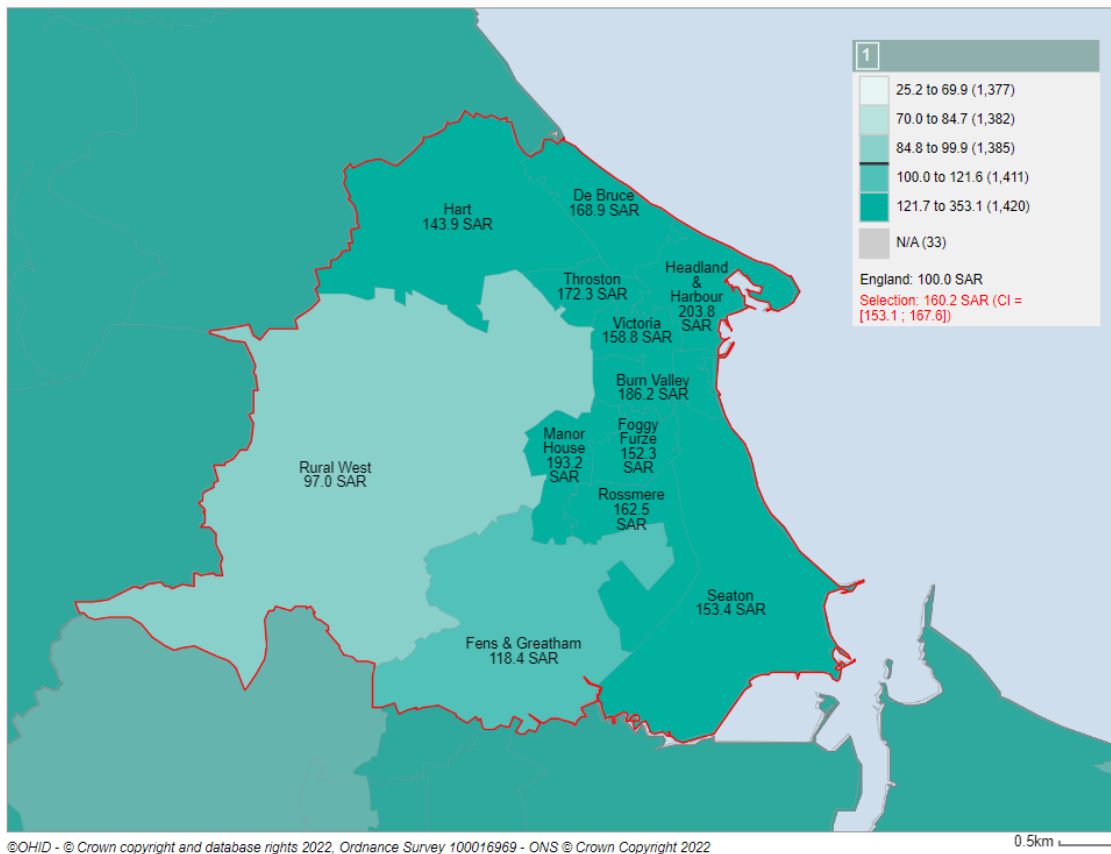 1
25.2 to 69.9 (1,377)
70.0 to 84.7 (1,382)
84.8 to 99.9 (1,385)
100.0 to 121.6 (1,411)
121.7 to 353.1 (1,420)
N/A (33)
England: 100.0 SAR
Selection: 160.2 SAR (CI =
[153.1 ; 167.6])
De Bruce
168.9 SAR
Hart
143.9 SAR
Headland
&
Harbour
203.8
SAR
Throston
172.3 SAR
Victoria
158.8 SAR
Burn Valley
186.2 SAR
Foggy
Furze
152.3
SAR
Manor
House
193.2
SAR
Rural West
97.0 SAR
Rossmere
162.5
SAR
Seaton
153.4 SAR
Fens & Greatham
118.4 SAR
©OHID - © Crown copyright and database rights 2022, Ordnance Survey 100016969 - ONS © Crown Copyright 2022
0.5km